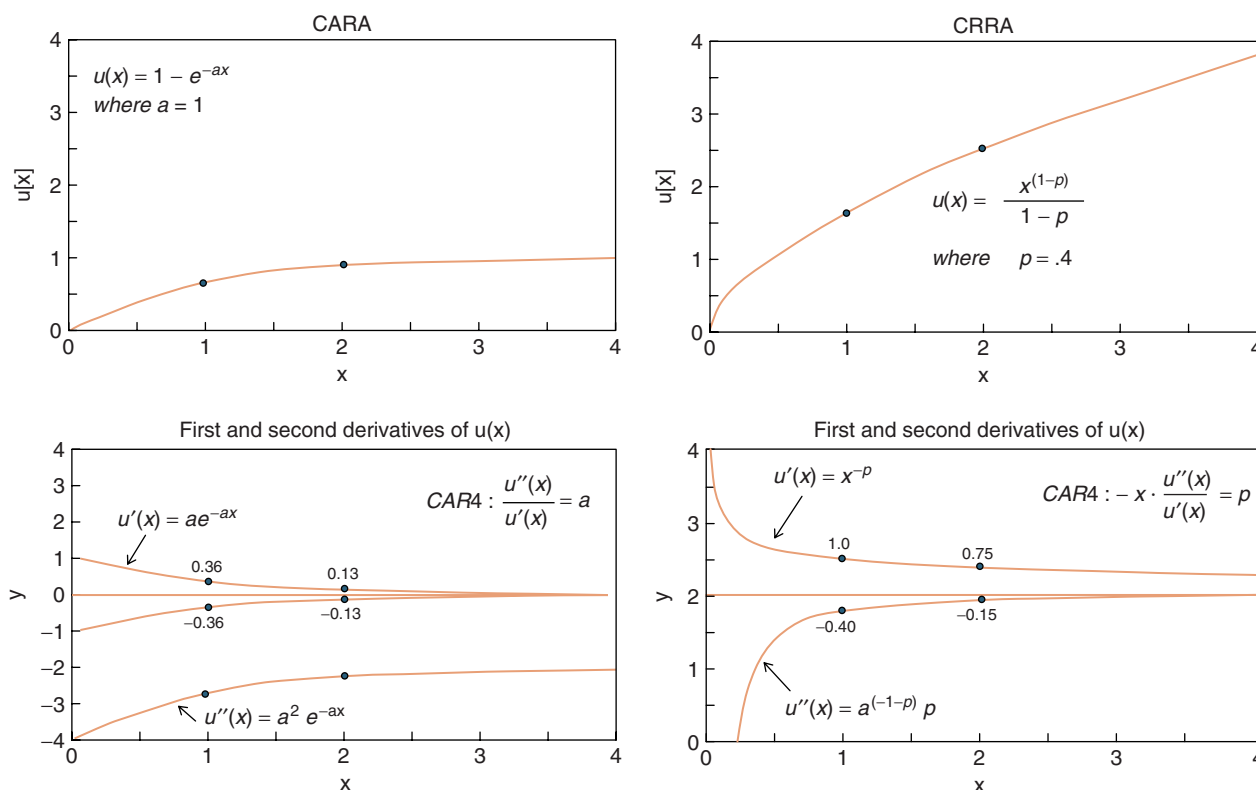 CARA
u(x) = 1 – e^–ax
where a = 1
4
3
2
1
0
u[x]
0 1 2 3 4
x
CRRA
4
3
2
1
0
u[x]
u(x) = x^(1–p) / 1 – p
where p = .4
0 1 2 3 4
x
First and second derivatives of u(x)
4
3
2
1
0
–1
–2
–3
–4
y
CAR4 : u''(x) / u'(x) = a
u'(x) = ae^–ax
0.36
0.13
–0.36
–0.13
u''(x) = a^2 e^–ax
0 1 2 3 4
x
First and second derivatives of u(x)
4
3
2
2
1
0
y
u'(x) = x^–p
CAR4 : – x · u''(x) / u'(x) = p
1.0
0.75
–0.40
–0.15
u''(x) = a^(–1–p) p
0 1 2 3 4
x